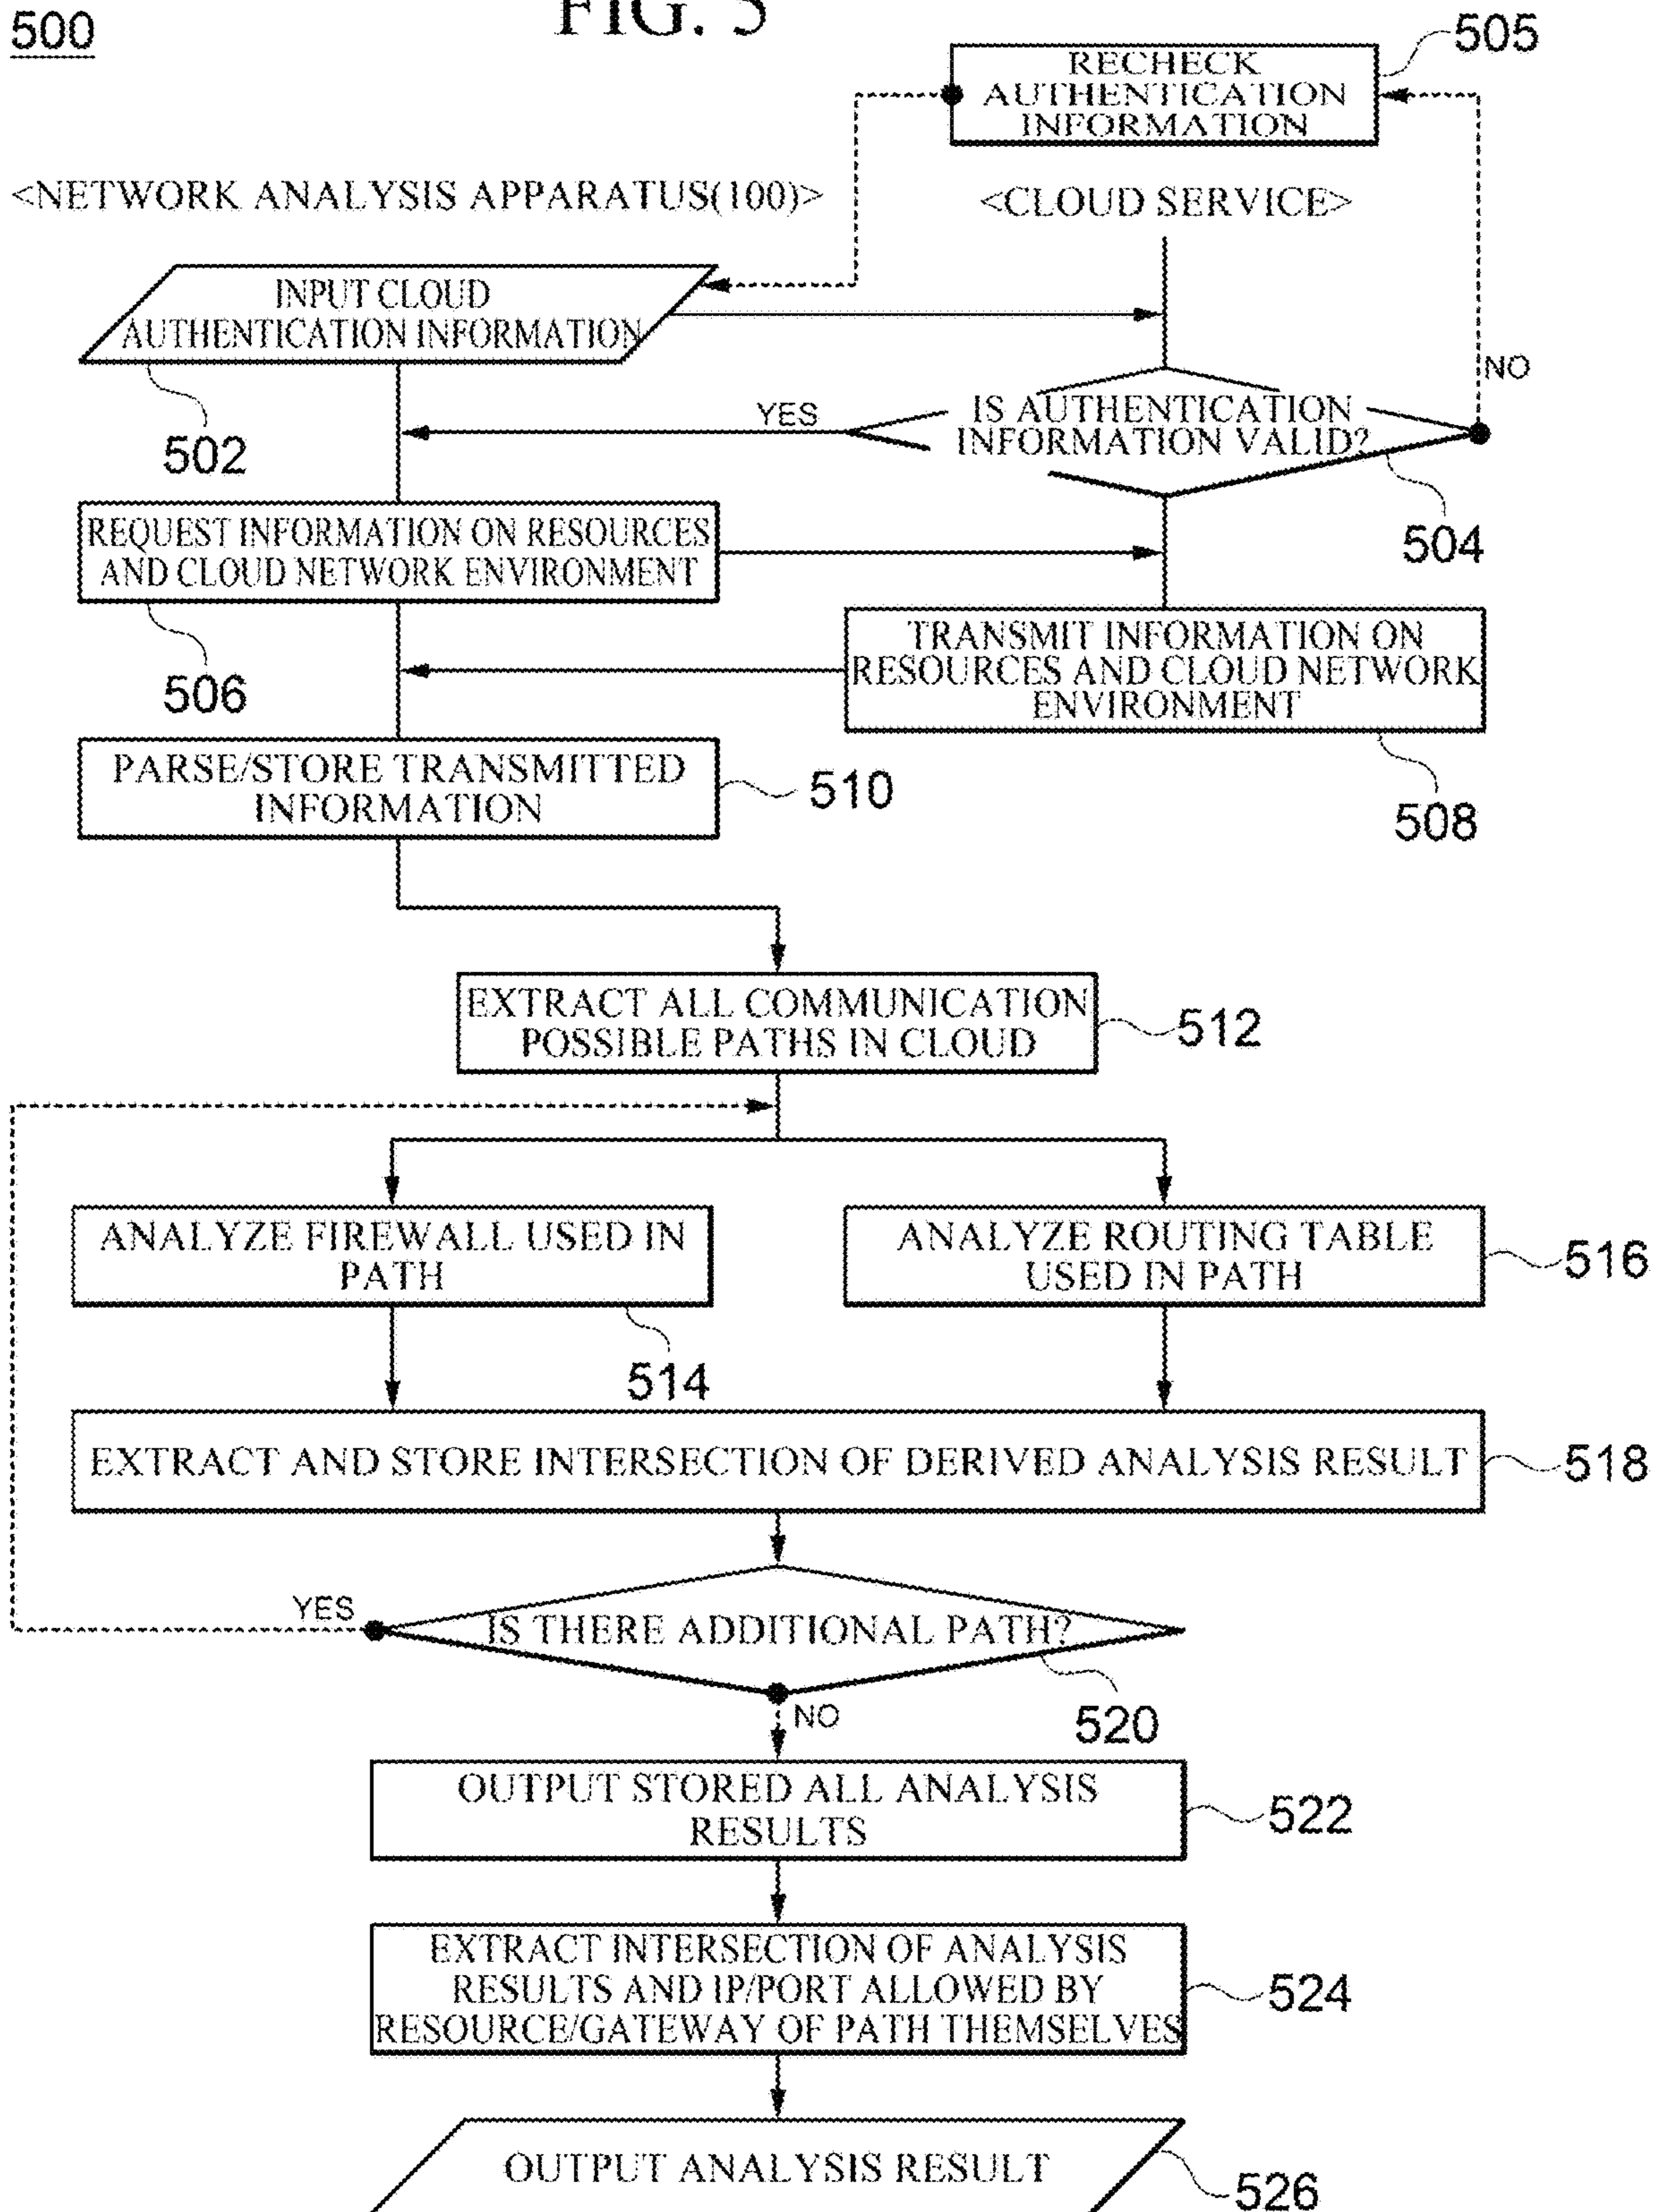 500
FIG. 5
505
RECHECK
AUTHENTICATION
INFORMATION
<NETWORK ANALYSIS APPARATUS(100)>
<CLOUD SERVICE>
INPUT CLOUD
AUTHENTICATION INFORMATION
502
NO
YES
IS AUTHENTICATION
INFORMATION VALID?
504
REQUEST INFORMATION ON RESOURCES
AND CLOUD NETWORK ENVIRONMENT
506
TRANSMIT INFORMATION ON
RESOURCES AND CLOUD NETWORK
ENVIRONMENT
508
PARSE/STORE TRANSMITTED
INFORMATION
510
EXTRACT ALL COMMUNICATION
POSSIBLE PATHS IN CLOUD
512
ANALYZE FIREWALL USED IN
PATH
514
ANALYZE ROUTING TABLE
USED IN PATH
516
EXTRACT AND STORE INTERSECTION OF DERIVED ANALYSIS RESULT
518
YES
IS THERE ADDITIONAL PATH?
520
NO
OUTPUT STORED ALL ANALYSIS
RESULTS
522
EXTRACT INTERSECTION OF ANALYSIS
RESULTS AND IP/PORT ALLOWED BY
RESOURCE/GATEWAY OF PATH THEMSELVES
524
OUTPUT ANALYSIS RESULT
526